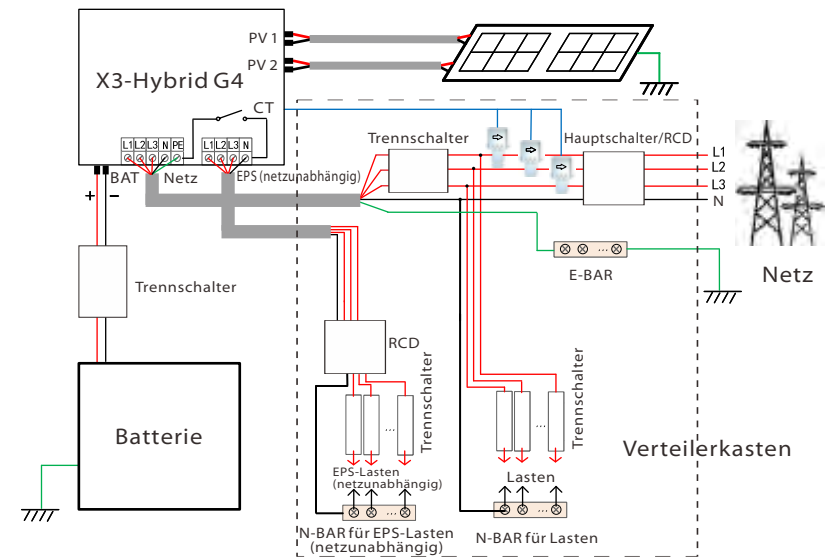 PV 1
PV 2
X3-Hybrid G4
CT
L1 L2 L3 N PE
L1 L2 L3 N
BAT
Netz
EPS (netzunabhängig)
+
−
Trennschalter
Hauptschalter/RCD
L1
L2
L3
N
E-BAR
...
Netz
Trennschalter
RCD
Trennschalter
Trennschalter
...
...
Batterie
Verteilerkasten
EPS-Lasten
(netzunabhängig)
Lasten
...
...
N-BAR für EPS-Lasten
(netzunabhängig)
N-BAR für Lasten